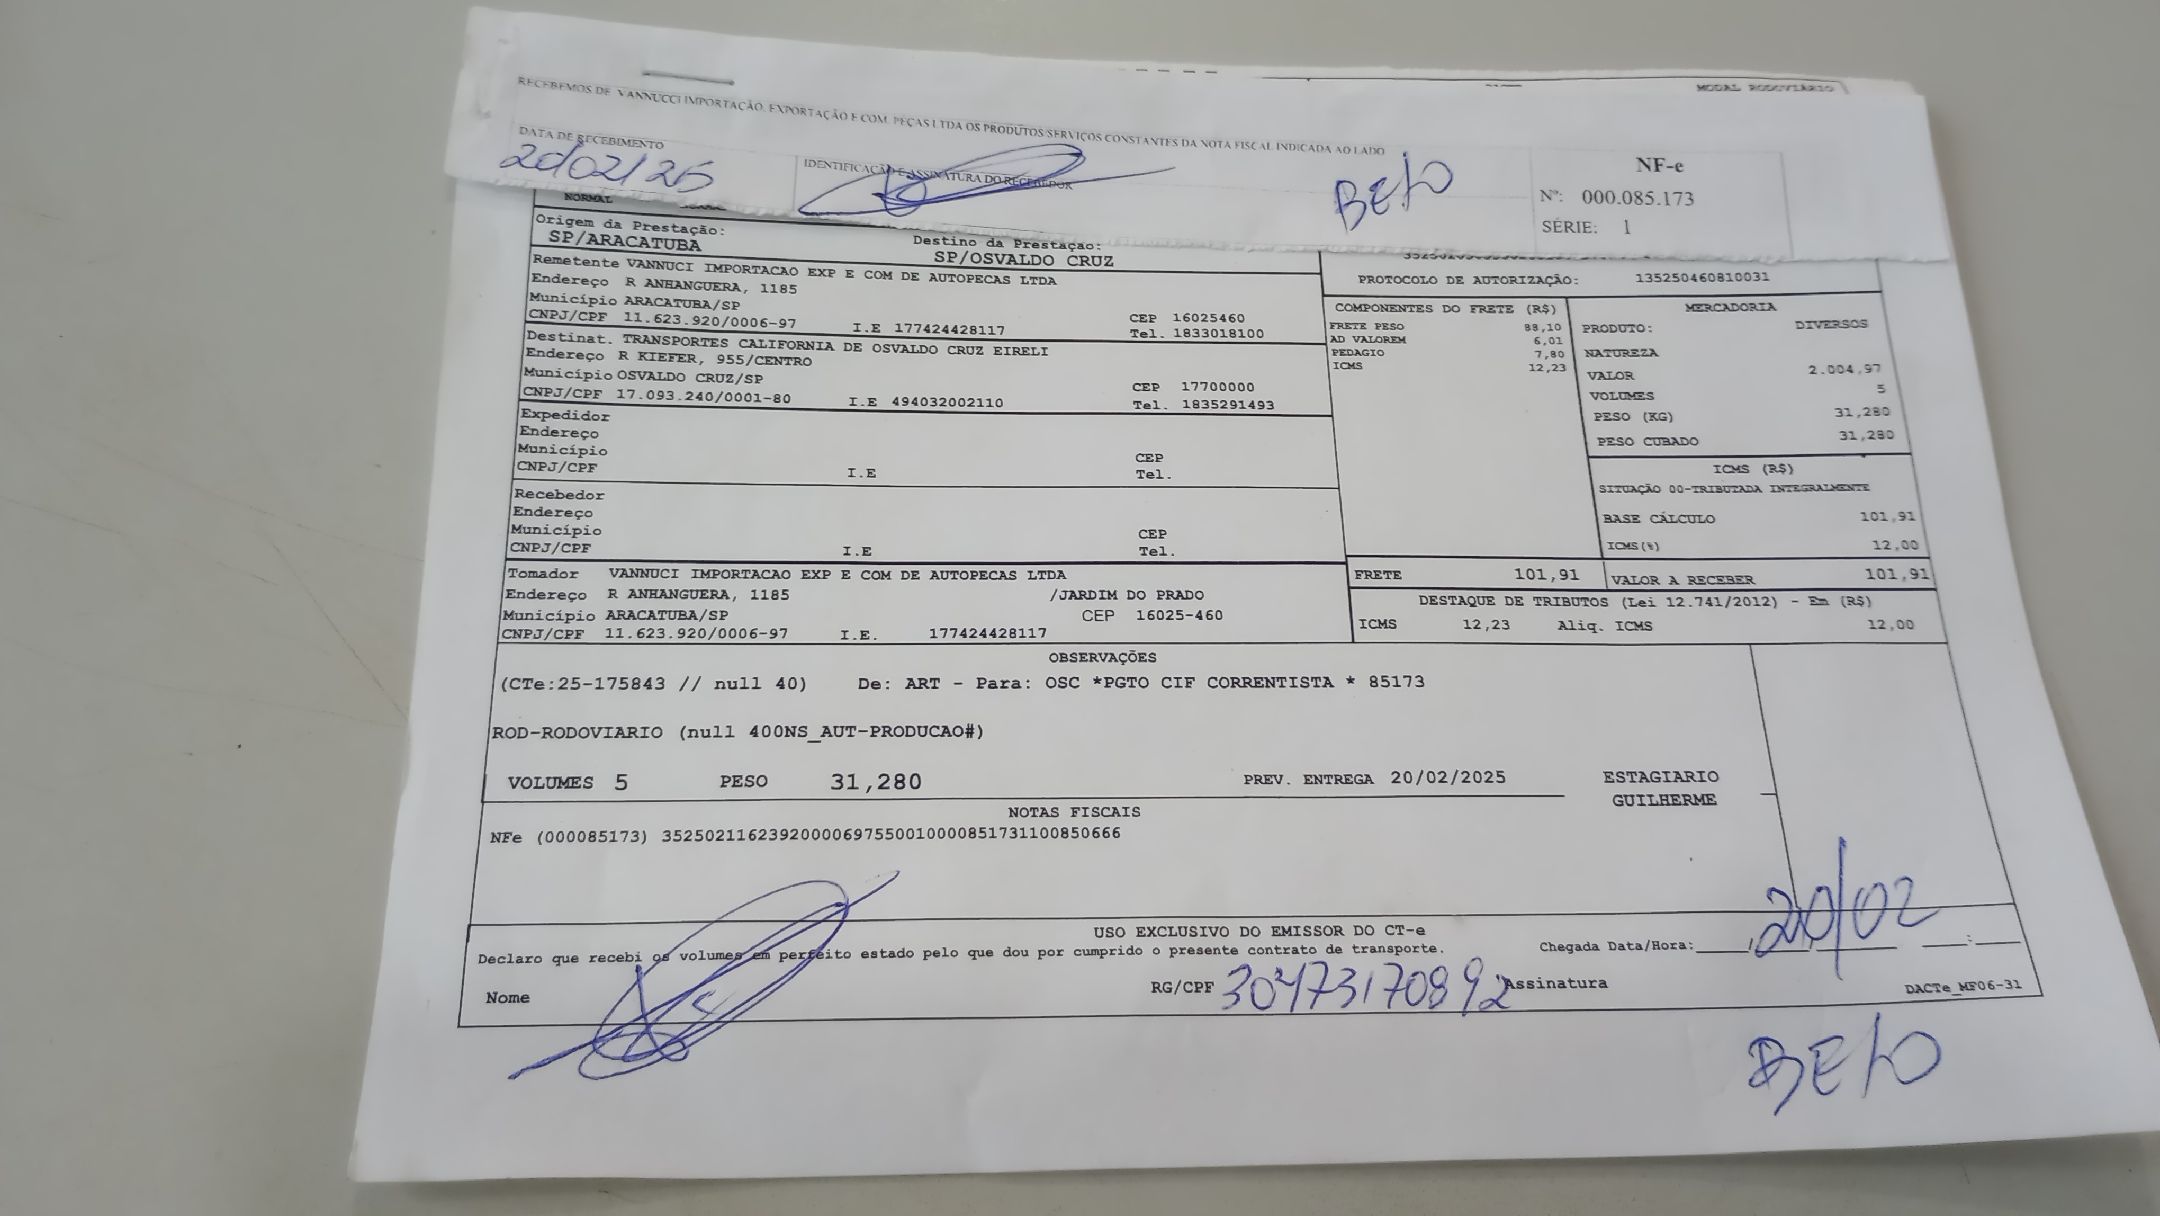 MODAL RODOVIÁRIO
RECEBEMOS DE VANNUCCI IMPORTAÇÃO, EXPORTAÇÃO E COM. PEÇAS LTDA OS PRODUTOS/SERVIÇOS CONSTANTES DA NOTA FISCAL INDICADA AO LADO
DATA DE RECEBIMENTO
IDENTIFICAÇÃO E ASSINATURA DO RECEBEDOR
20/02/25
BETO
NF-e
Nº: 000.085.173
SÉRIE: 1
NORMAL
Origem da Prestação:
SP/ARACATUBA
Destino da Prestação:
SP/OSVALDO CRUZ
Remetente VANNUCI IMPORTACAO EXP E COM DE AUTOPECAS LTDA
Endereço R ANHANGUERA, 1185
Município ARACATUBA/SP CEP 16025460
CNPJ/CPF 11.623.920/0006-97 I.E 177424428117 Tel. 1833018100
Destinat. TRANSPORTES CALIFORNIA DE OSVALDO CRUZ EIRELI
Endereço R KIEFER, 955/CENTRO
Município OSVALDO CRUZ/SP CEP 17700000
CNPJ/CPF 17.093.240/0001-80 I.E 494032002110 Tel. 1835291493
Expedidor
Endereço
Município CEP
CNPJ/CPF I.E Tel.
Recebedor
Endereço
Município CEP
CNPJ/CPF I.E Tel.
Tomador VANNUCI IMPORTACAO EXP E COM DE AUTOPECAS LTDA
Endereço R ANHANGUERA, 1185 /JARDIM DO PRADO
Município ARACATUBA/SP CEP 16025-460
CNPJ/CPF 11.623.920/0006-97 I.E. 177424428117
PROTOCOLO DE AUTORIZAÇÃO: 135250460810031
COMPONENTES DO FRETE (R$)
FRETE PESO 88,10
AD VALOREM 6,01
PEDAGIO 7,80
ICMS 12,23
MERCADORIA
PRODUTO: DIVERSOS
NATUREZA
VALOR 2.004,97
VOLUMES 5
PESO (KG) 31,280
PESO CUBADO 31,280
ICMS (R$)
SITUAÇÃO 00-TRIBUTADA INTEGRALMENTE
BASE CÁLCULO 101,91
ICMS(%) 12,00
FRETE 101,91 VALOR A RECEBER 101,91
DESTAQUE DE TRIBUTOS (Lei 12.741/2012) - Em (R$)
ICMS 12,23 Aliq. ICMS 12,00
OBSERVAÇÕES
(CTe:25-175843 // null 40) De: ART - Para: OSC *PGTO CIF CORRENTISTA * 85173
ROD-RODOVIARIO (null 400NS_AUT-PRODUCAO#)
VOLUMES 5 PESO 31,280 PREV. ENTREGA 20/02/2025
ESTAGIARIO
GUILHERME
NOTAS FISCAIS
NFe (000085173) 35250211623920000697550010000851731100850666
USO EXCLUSIVO DO EMISSOR DO CT-e
Declaro que recebi os volumes em perfeito estado pelo que dou por cumprido o presente contrato de transporte.
Chegada Data/Hora: 20/02
Nome RG/CPF 30473170892 Assinatura
DACTe_MF06-31
BETO